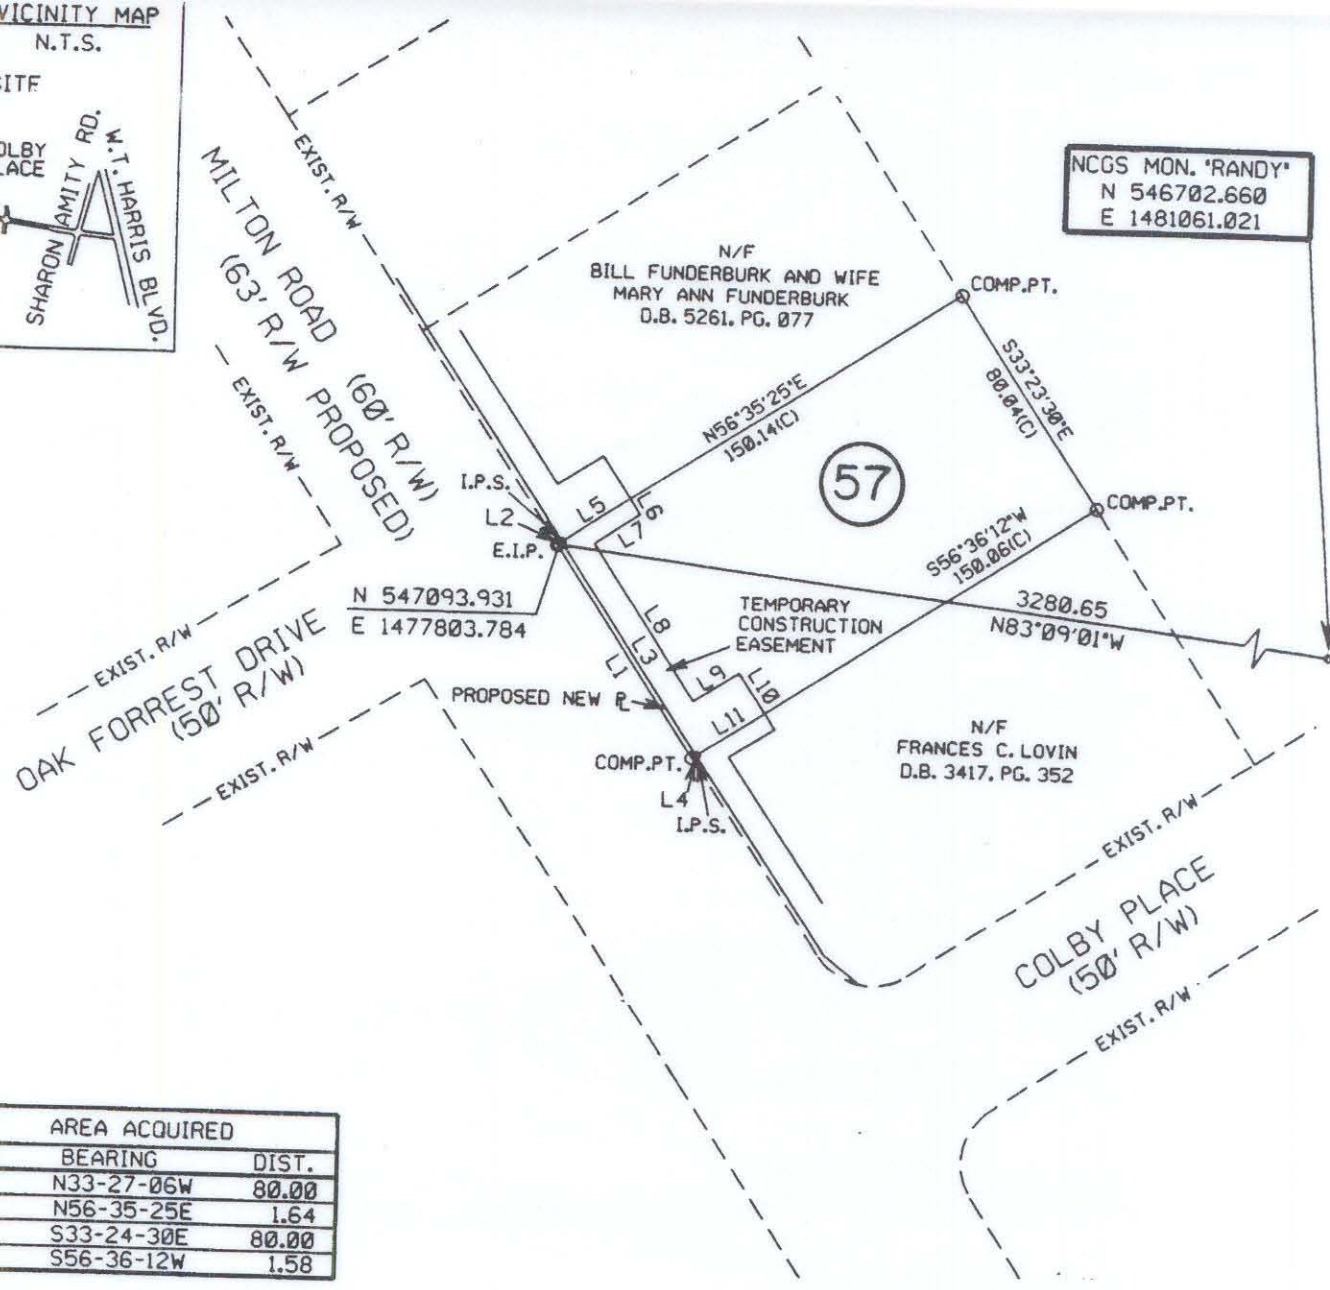 VICINITY MAP
N.T.S.
SITE
OLBY
LACE
SHARON AMITY RD.
W.T. HARRIS BLVD.
EXIST. R/W
MILTON ROAD (60' R/W)
(63' R/W PROPOSED)
EXIST. R/W
NCGS MON. "RANDY"
N 546702.660
E 1481061.021
N/F
BILL FUNDERBURK AND WIFE
MARY ANN FUNDERBURK
D.B. 5261, PG. 077
COMP.PT.
S33°23'30"E
80.04(C)
N56°35'25"E
150.14(C)
57
COMP.PT.
S56°36'12"W
150.06(C)
I.P.S.
L2
E.I.P.
L5
L6
L7
N 547093.931
E 1477803.784
3280.65
N83°09'01"W
TEMPORARY
CONSTRUCTION
EASEMENT
L8
L3
L1
L9
L10
L11
PROPOSED NEW PL
COMP.PT.
L4
I.P.S.
EXIST. R/W
OAK FORREST DRIVE
(50' R/W)
EXIST. R/W
N/F
FRANCES C. LOVIN
D.B. 3417, PG. 352
EXIST. R/W
COLBY PLACE
(50' R/W)
EXIST. R/W
AREA ACQUIRED
BEARING DIST.
N33-27-06W 80.00
N56-35-25E 1.64
S33-24-30E 80.00
S56-36-12W 1.58